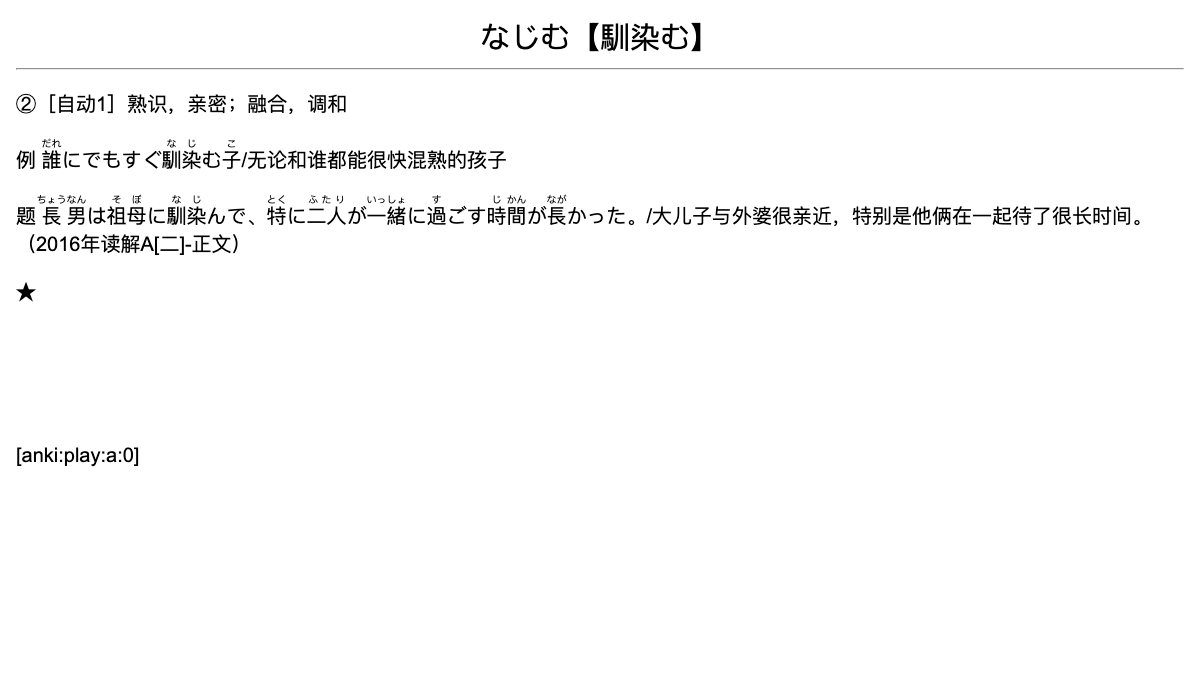 なじむ【馴染む】
②［自动1］熟识，亲密；融合，调和
だれ な じ こ
例 誰にでもすぐ馴染む子/无论和谁都能很快混熟的孩子
ちょうなん そ ぼ な じ とく ふたり いっしょ す じ かん なが
题 長男は祖母に馴染んで、特に二人が一緒に過ごす時間が長かった。/大儿子与外婆很亲近，特别是他俩在一起待了很长时间。
（2016年读解A[二]-正文）
★
[anki:play:a:0]